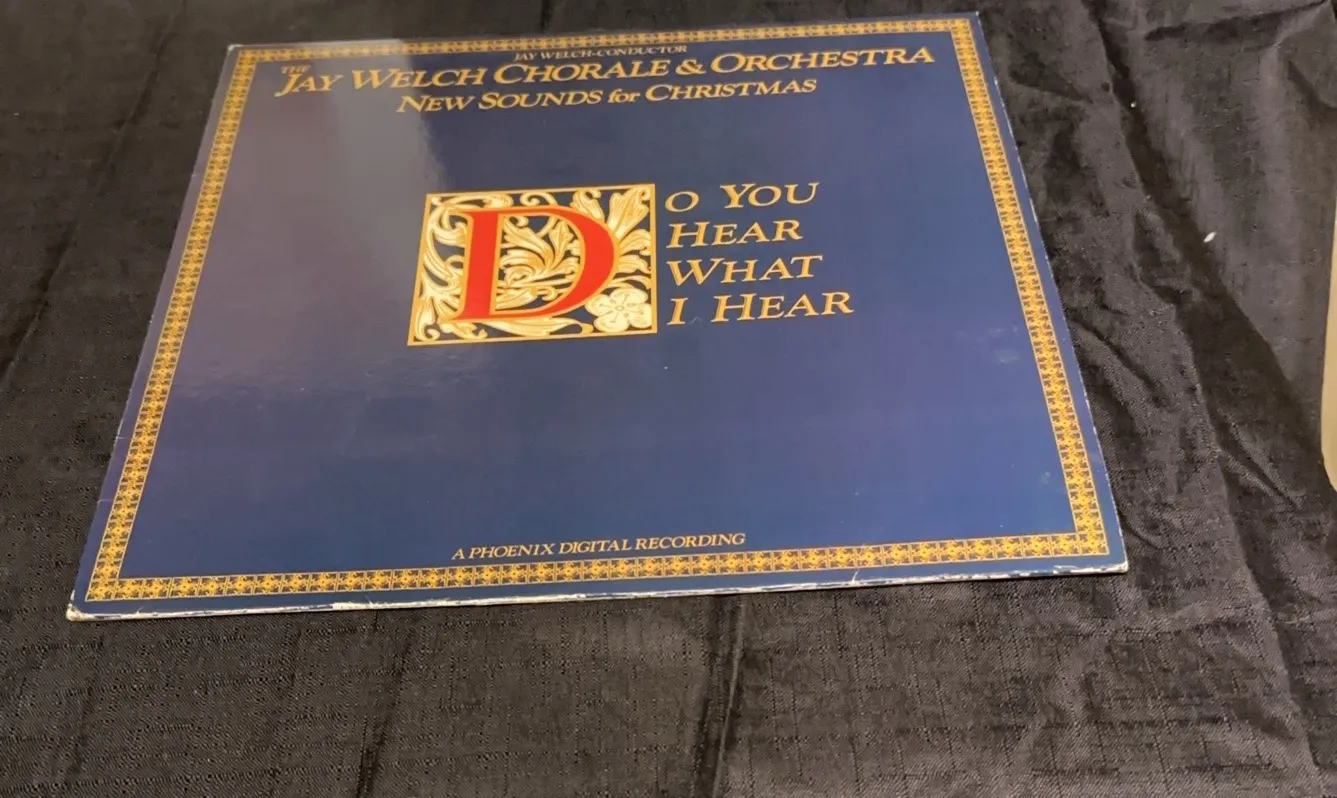 JAY WELCH-CONDUCTOR
THE
JAY WELCH CHORALE & ORCHESTRA
NEW SOUNDS for CHRISTMAS
DO YOU
HEAR
WHAT
I HEAR
A PHOENIX DIGITAL RECORDING